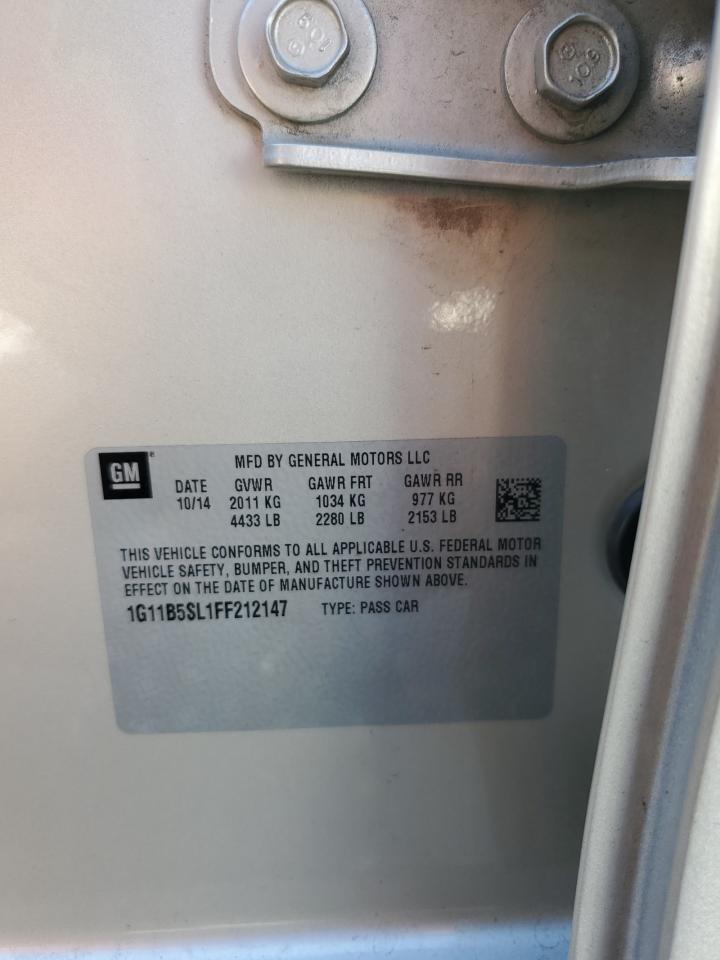 109
109
GM
MFD BY GENERAL MOTORS LLC
DATE GVWR GAWR FRT GAWR RR
10/14 2011 KG 1034 KG 977 KG
4433 LB 2280 LB 2153 LB
THIS VEHICLE CONFORMS TO ALL APPLICABLE U.S. FEDERAL MOTOR
VEHICLE SAFETY, BUMPER, AND THEFT PREVENTION STANDARDS IN
EFFECT ON THE DATE OF MANUFACTURE SHOWN ABOVE.
1G11B5SL1FF212147 TYPE: PASS CAR